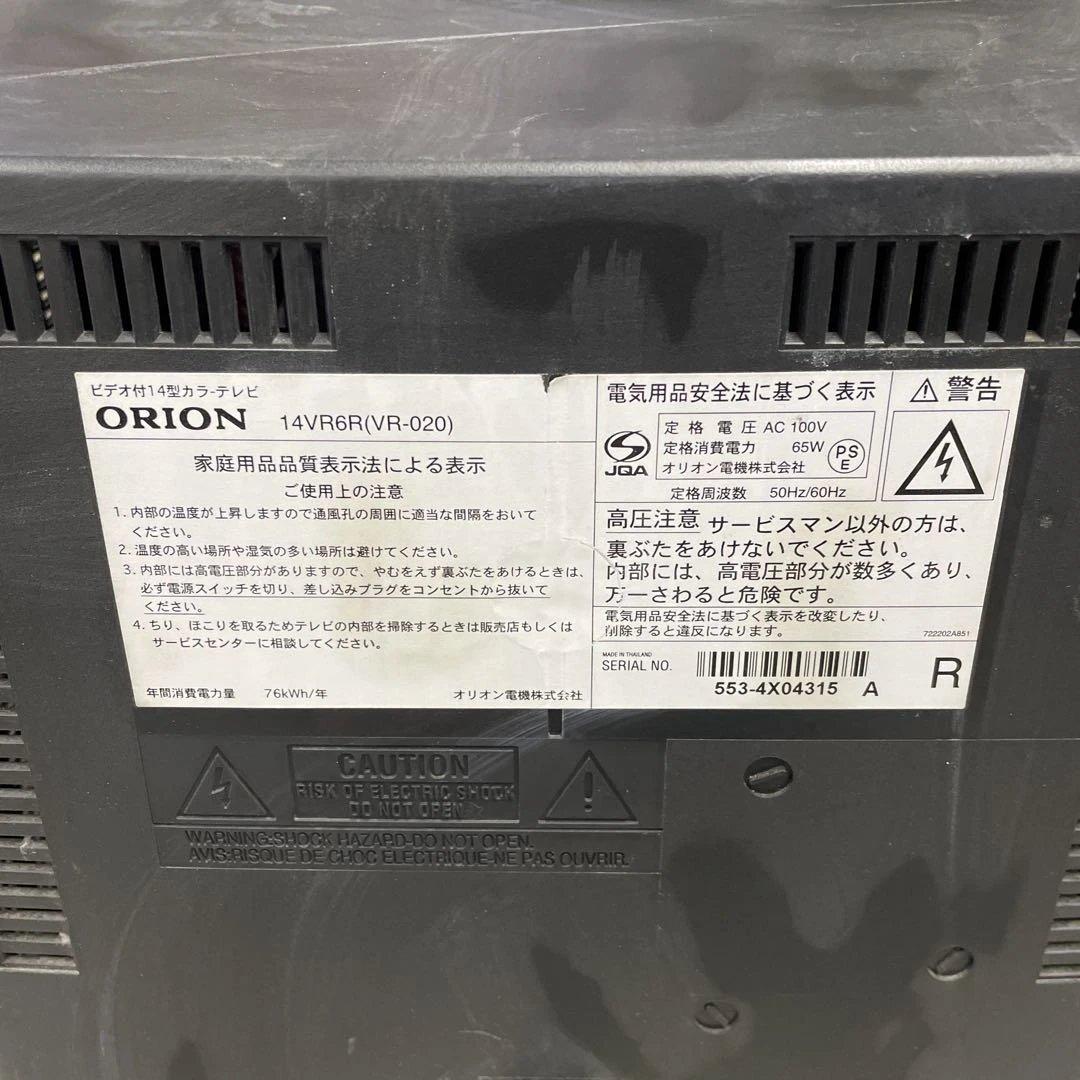 ビデオ付14型カラ-テレビ
ORION 14VR6R(VR-020)
家庭用品品質表示法による表示
ご使用上の注意
1. 内部の温度が上昇しますので通風孔の周囲に適当な間隔をおいて
ください。
2. 温度の高い場所や湿気の多い場所は避けてください。
3. 内部には高電圧部分がありますので、やむをえず裏ぶたをあけるときは、
必ず電源スイッチを切り、差し込みプラグをコンセントから抜いて
ください。
4. ちり、ほこりを取るためテレビの内部を掃除するときは販売店もしくは
サービスセンターに相談してください。
年間消費電力量 76kWh/年 オリオン電機株式会社
電気用品安全法に基づく表示
JQA
定格電圧 AC 100V
定格消費電力 65W
オリオン電機株式会社
PS
E
定格周波数 50Hz/60Hz
⚠ 警告
高圧注意 サービスマン以外の方は、
裏ぶたをあけないでください。
内部には、高電圧部分が数多くあり、
万一さわると危険です。
電気用品安全法に基づく表示を改変したり、
削除すると違反になります。
722202A851
MADE IN THAILAND
SERIAL NO.
553-4X04315 A
R
CAUTION
RISK OF ELECTRIC SHOCK
DO NOT OPEN
WARNING:SHOCK HAZARD-DO NOT OPEN.
AVIS:RISQUE DE CHOC ELECTRIQUE-NE PAS OUVRIR.